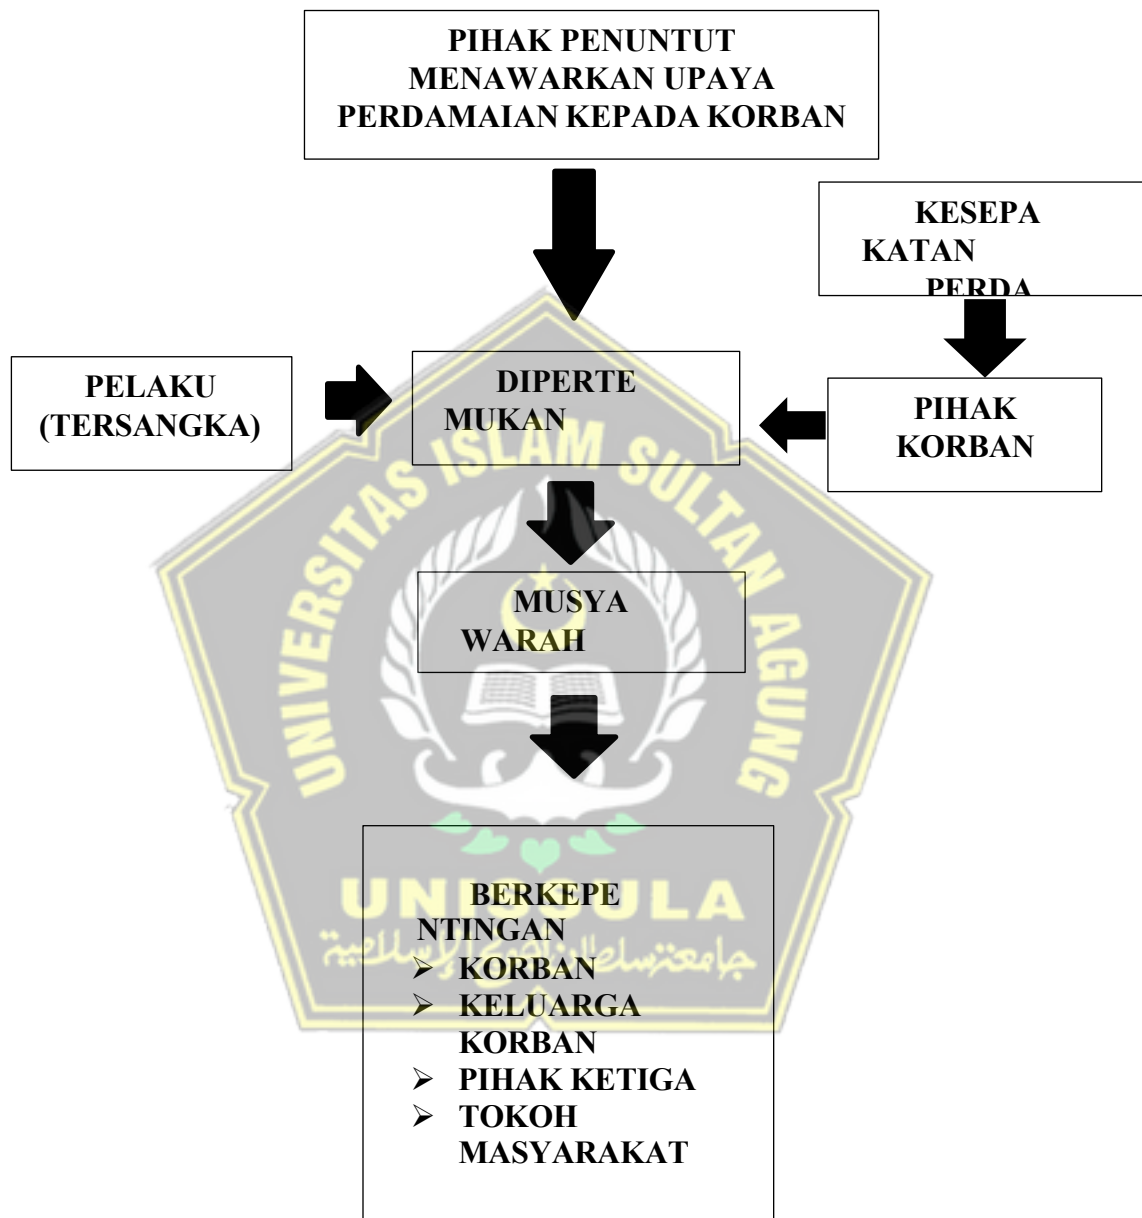 PIHAK PENUNTUT
MENAWARKAN UPAYA
PERDAMAIAN KEPADA KORBAN
KESEPA
KATAN
PERDA
PELAKU
(TERSANGKA)
DIPERTE
MUKAN
PIHAK
KORBAN
MUSYA
WARAH
BERKEPE
NTINGAN
➢ KORBAN
➢ KELUARGA
KORBAN
➢ PIHAK KETIGA
➢ TOKOH
MASYARAKAT
UNIVERSITAS ISLAM SULTAN AGUNG
UNISSULA